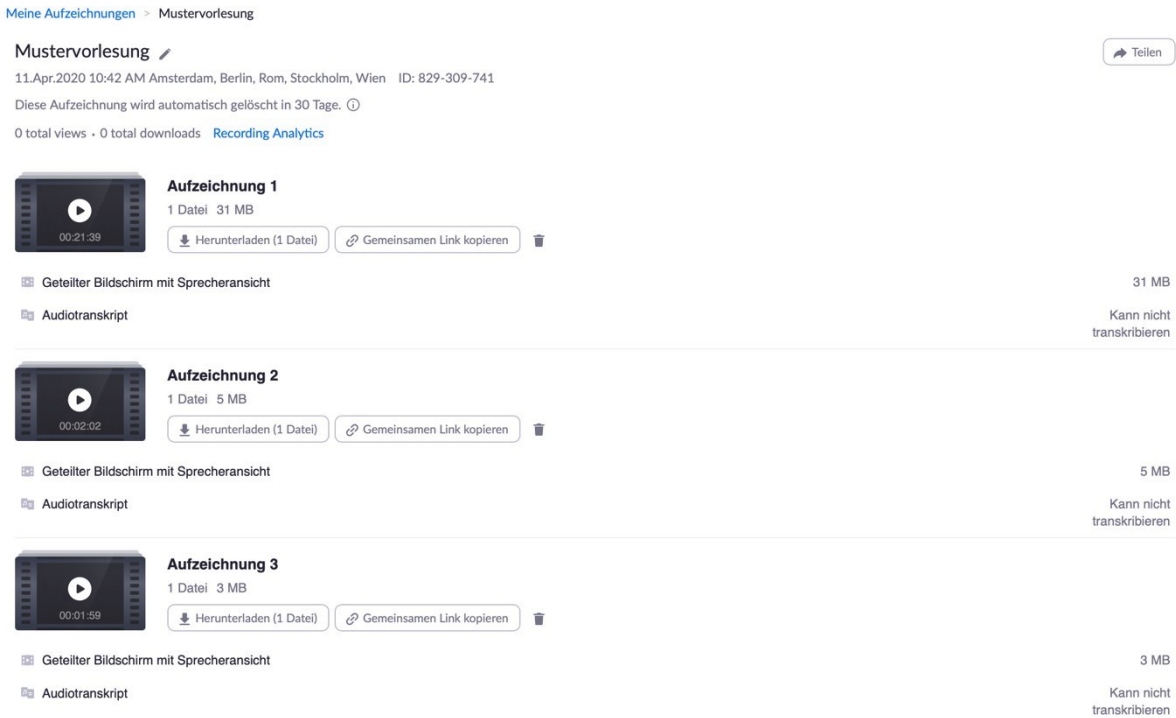 Meine Aufzeichnungen > Mustervorlesung
Mustervorlesung
Teilen
11.Apr.2020 10:42 AM Amsterdam, Berlin, Rom, Stockholm, Wien ID: 829-309-741
Diese Aufzeichnung wird automatisch gelöscht in 30 Tage.
0 total views • 0 total downloads Recording Analytics
Aufzeichnung 1
1 Datei 31 MB
00:21:39
Herunterladen (1 Datei) Gemeinsamen Link kopieren
Geteilter Bildschirm mit Sprecheransicht 31 MB
Audiotranskript Kann nicht
transkribieren
Aufzeichnung 2
1 Datei 5 MB
00:02:02
Herunterladen (1 Datei) Gemeinsamen Link kopieren
Geteilter Bildschirm mit Sprecheransicht 5 MB
Audiotranskript Kann nicht
transkribieren
Aufzeichnung 3
1 Datei 3 MB
00:01:59
Herunterladen (1 Datei) Gemeinsamen Link kopieren
Geteilter Bildschirm mit Sprecheransicht 3 MB
Audiotranskript Kann nicht
transkribieren